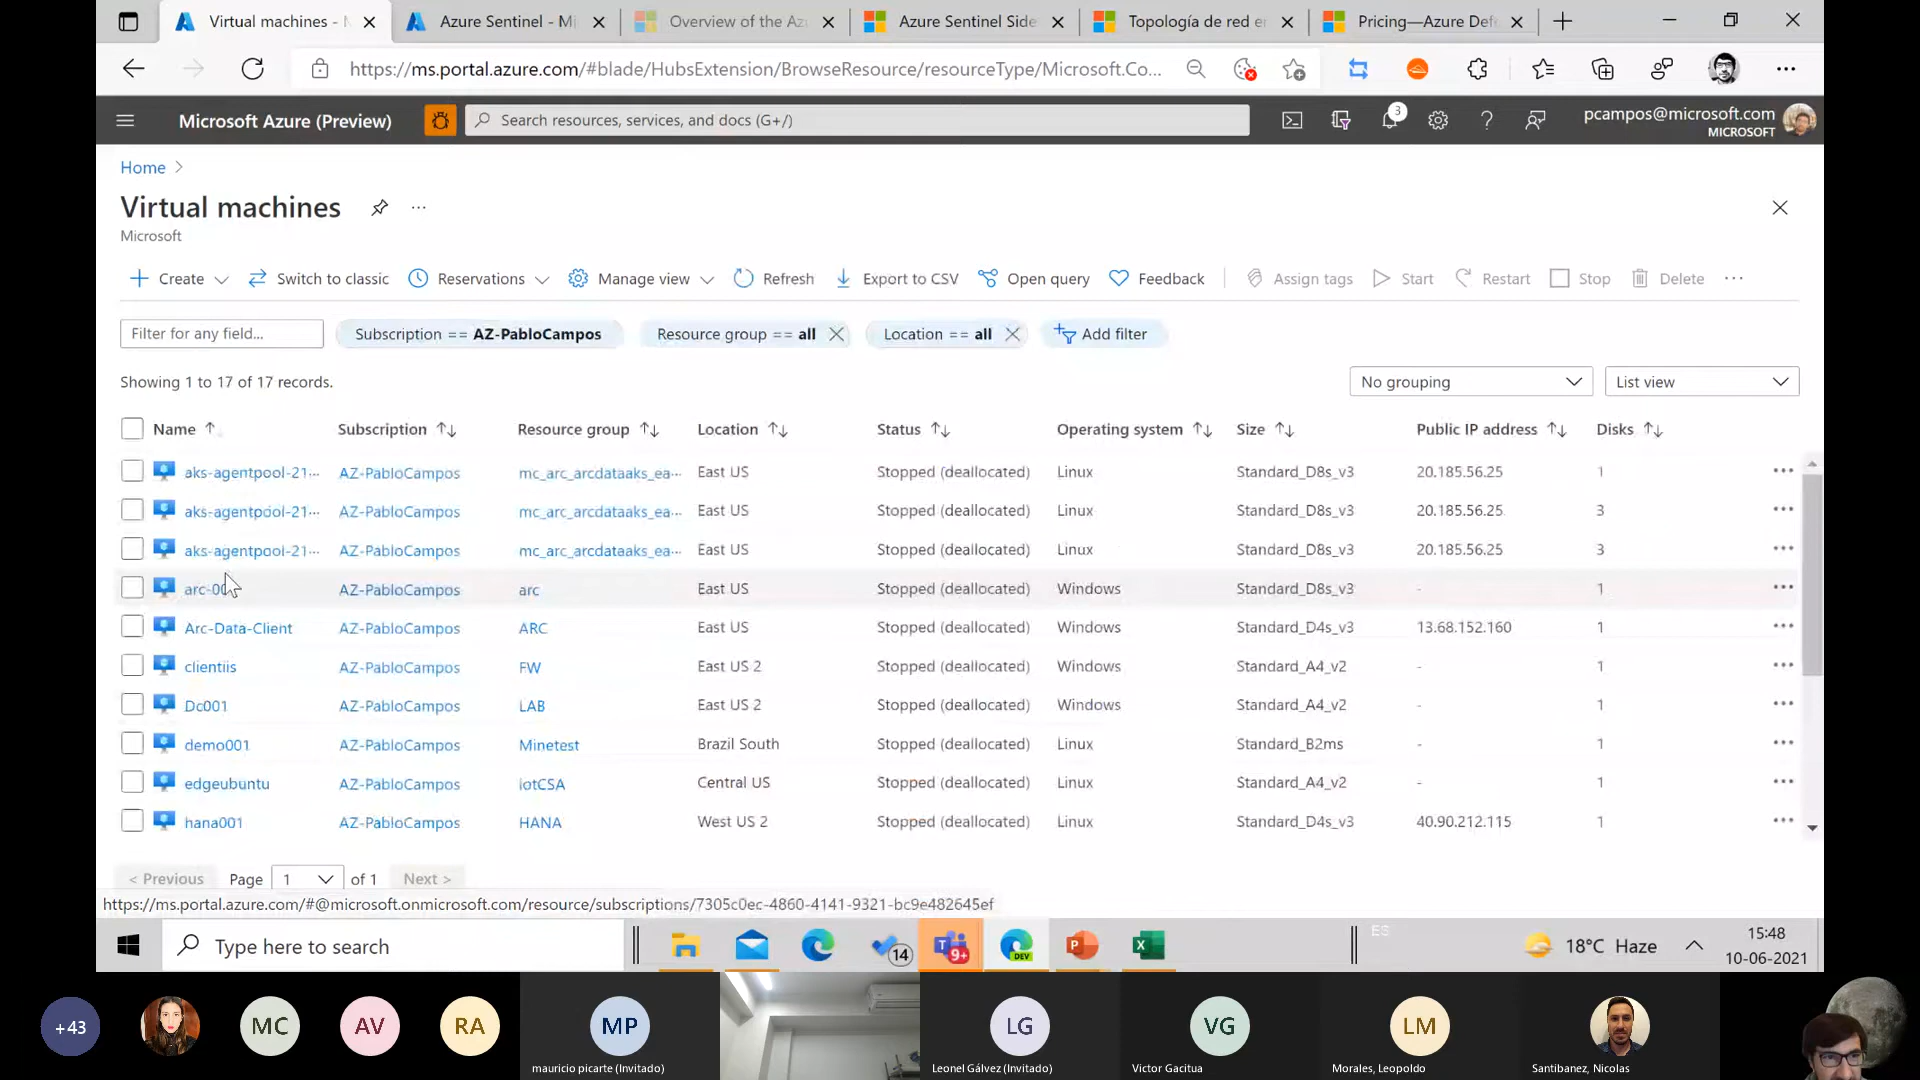 Virtual machines - M
Azure Sentinel - Mi
Overview of the Az
Azure Sentinel Side
Topología de red e
Pricing—Azure Def
https://ms.portal.azure.com/#blade/HubsExtension/BrowseResource/resourceType/Microsoft.Co...
Microsoft Azure (Preview)
Search resources, services, and docs (G+/)
3
pcampos@microsoft.com
MICROSOFT
Home
Virtual machines
Microsoft
Create
Switch to classic
Reservations
Manage view
Refresh
Export to CSV
Open query
Feedback
Assign tags
Start
Restart
Stop
Delete
Filter for any field...
Subscription == AZ-PabloCampos
Resource group == all
Location == all
Add filter
Showing 1 to 17 of 17 records.
No grouping
List view
Name Subscription Resource group Location Status Operating system Size Public IP address Disks
aks-agentpool-21... AZ-PabloCampos mc_arc_arcdataaks_ea... East US Stopped (deallocated) Linux Standard_D8s_v3 20.185.56.25 1
aks-agentpool-21... AZ-PabloCampos mc_arc_arcdataaks_ea... East US Stopped (deallocated) Linux Standard_D8s_v3 20.185.56.25 3
aks-agentpool-21... AZ-PabloCampos mc_arc_arcdataaks_ea... East US Stopped (deallocated) Linux Standard_D8s_v3 20.185.56.25 3
arc-00 AZ-PabloCampos arc East US Stopped (deallocated) Windows Standard_D8s_v3 - 1
Arc-Data-Client AZ-PabloCampos ARC East US Stopped (deallocated) Windows Standard_D4s_v3 13.68.152.160 1
clientiis AZ-PabloCampos FW East US 2 Stopped (deallocated) Windows Standard_A4_v2 - 1
Dc001 AZ-PabloCampos LAB East US 2 Stopped (deallocated) Windows Standard_A4_v2 - 1
demo001 AZ-PabloCampos Minetest Brazil South Stopped (deallocated) Linux Standard_B2ms - 1
edgeubuntu AZ-PabloCampos IotCSA Central US Stopped (deallocated) Linux Standard_A4_v2 - 1
hana001 AZ-PabloCampos HANA West US 2 Stopped (deallocated) Linux Standard_D4s_v3 40.90.212.115 1
< Previous Page 1 of 1 Next >
https://ms.portal.azure.com/#@microsoft.onmicrosoft.com/resource/subscriptions/7305c0ec-4860-4141-9321-bc9e482645ef
Type here to search
14
9+
DEV
ES
18°C Haze
15:48
10-06-2021
+43
MC
AV
RA
MP
mauricio picarte (Invitado)
LG
Leonel Gálvez (Invitado)
VG
Victor Gacitua
LM
Morales, Leopoldo
Santibanez, Nicolas